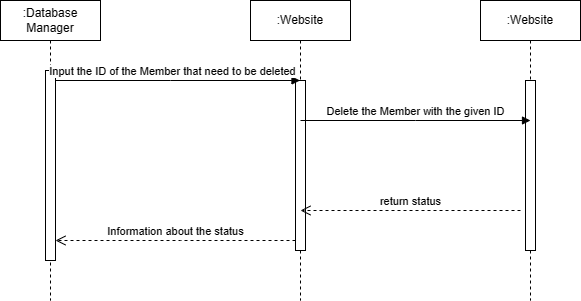 :Database
Manager
:Website
:Website
Input the ID of the Member that need to be deleted
Delete the Member with the given ID
return status
Information about the status